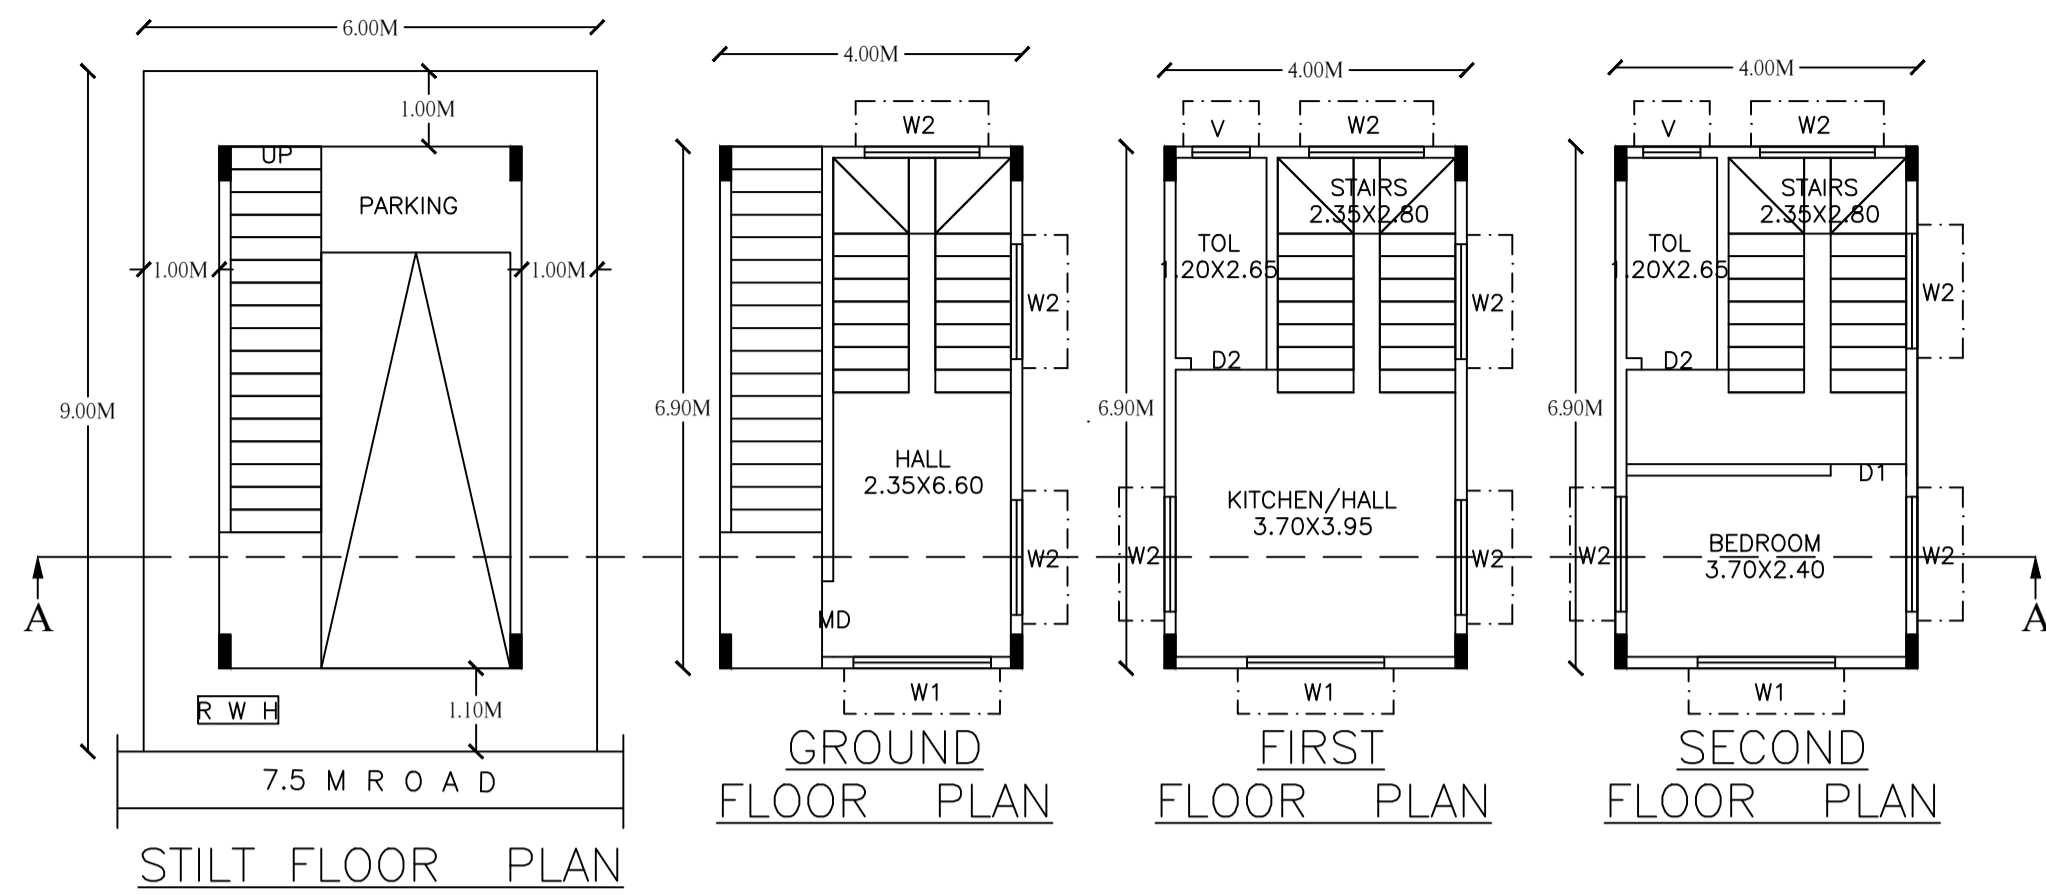 6.00M
1.00M
UP
PARKING
1.00M
1.00M
9.00M
R W H
1.10M
7.5 M R O A D
STILT FLOOR PLAN
A
4.00M
W2
W2
6.90M
HALL
2.35X6.60
W2
MD
W1
GROUND
FLOOR PLAN
4.00M
V
W2
STAIRS
2.35X2.80
TOL
1.20X2.65
W2
D2
6.90M
KITCHEN/HALL
3.70X3.95
W2
W2
W1
FIRST
FLOOR PLAN
4.00M
V
W2
STAIRS
2.35X2.80
TOL
1.20X2.65
W2
D2
6.90M
D1
BEDROOM
3.70X2.40
W2
W2
W1
SECOND
FLOOR PLAN
A